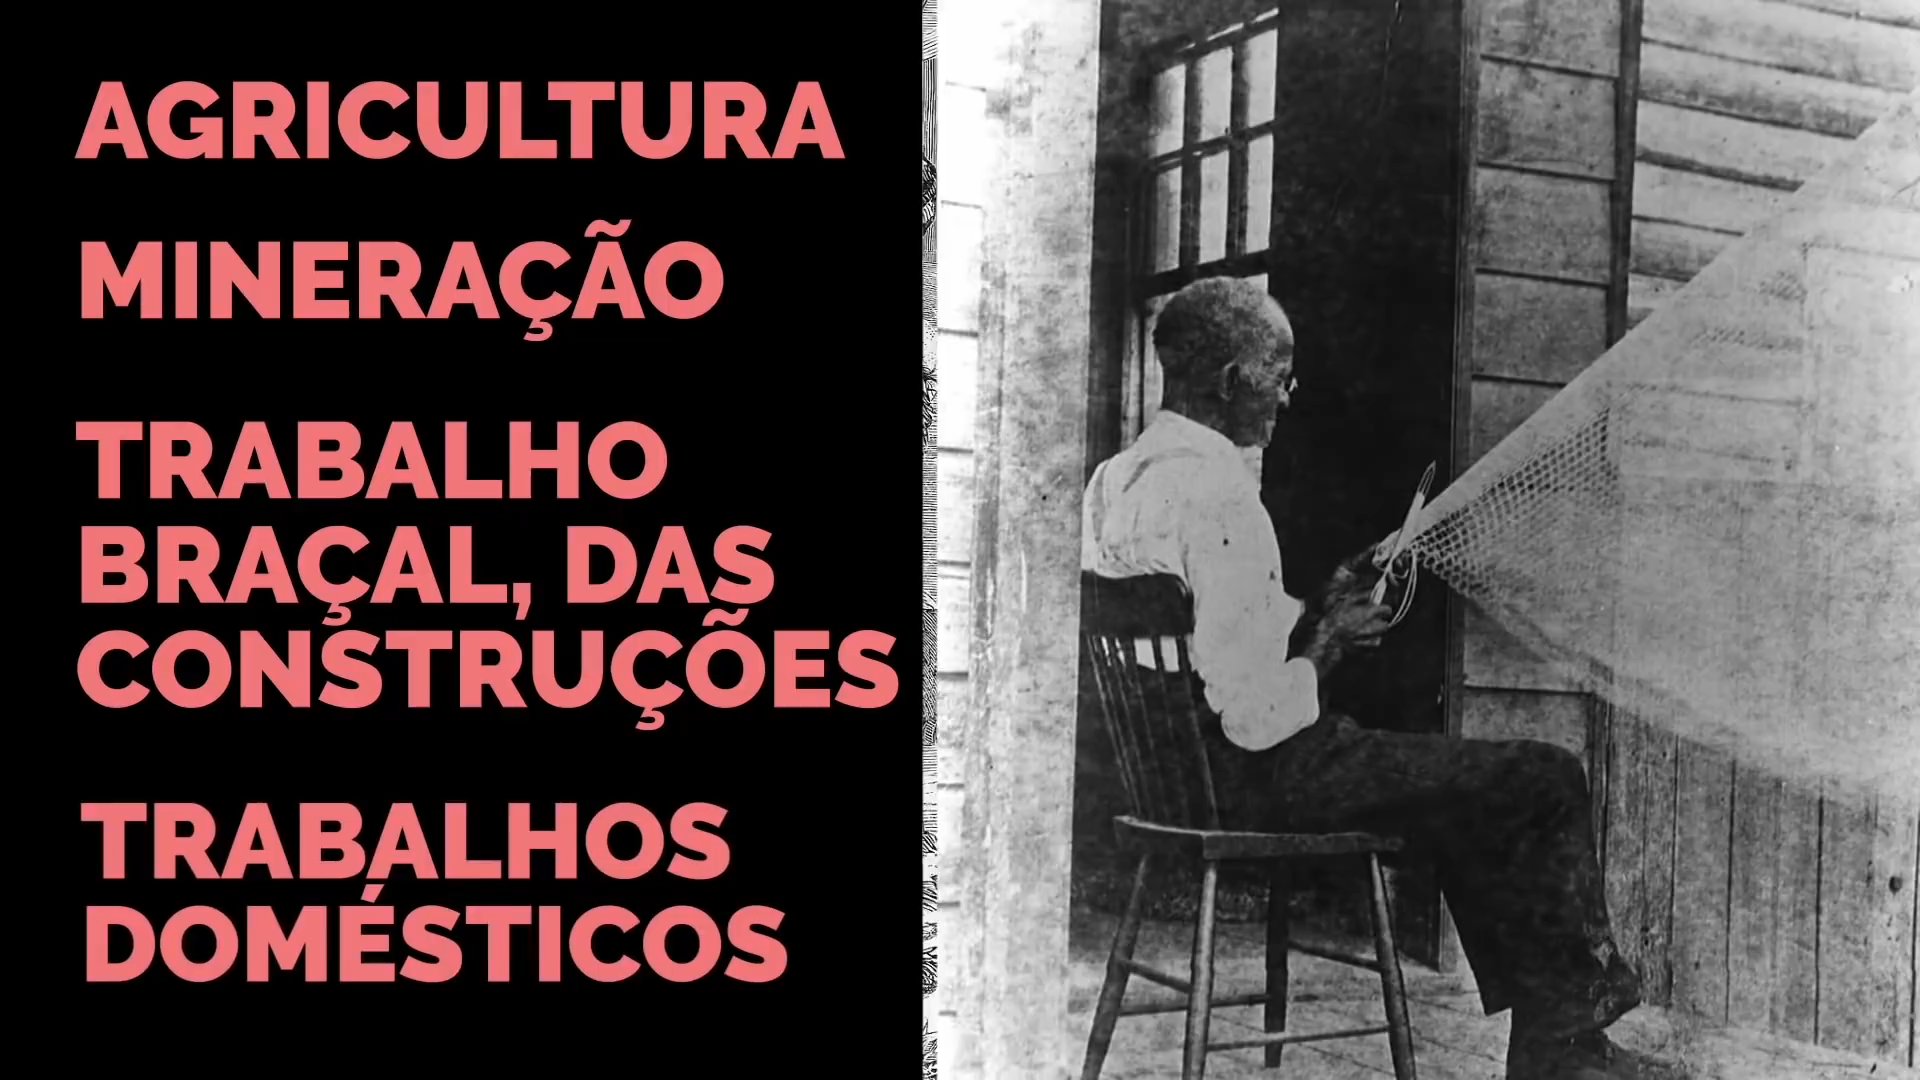 AGRICULTURA
MINERAÇÃO
TRABALHO
BRAÇAL, DAS
CONSTRUÇÕES
TRABALHOS
DOMÉSTICOS